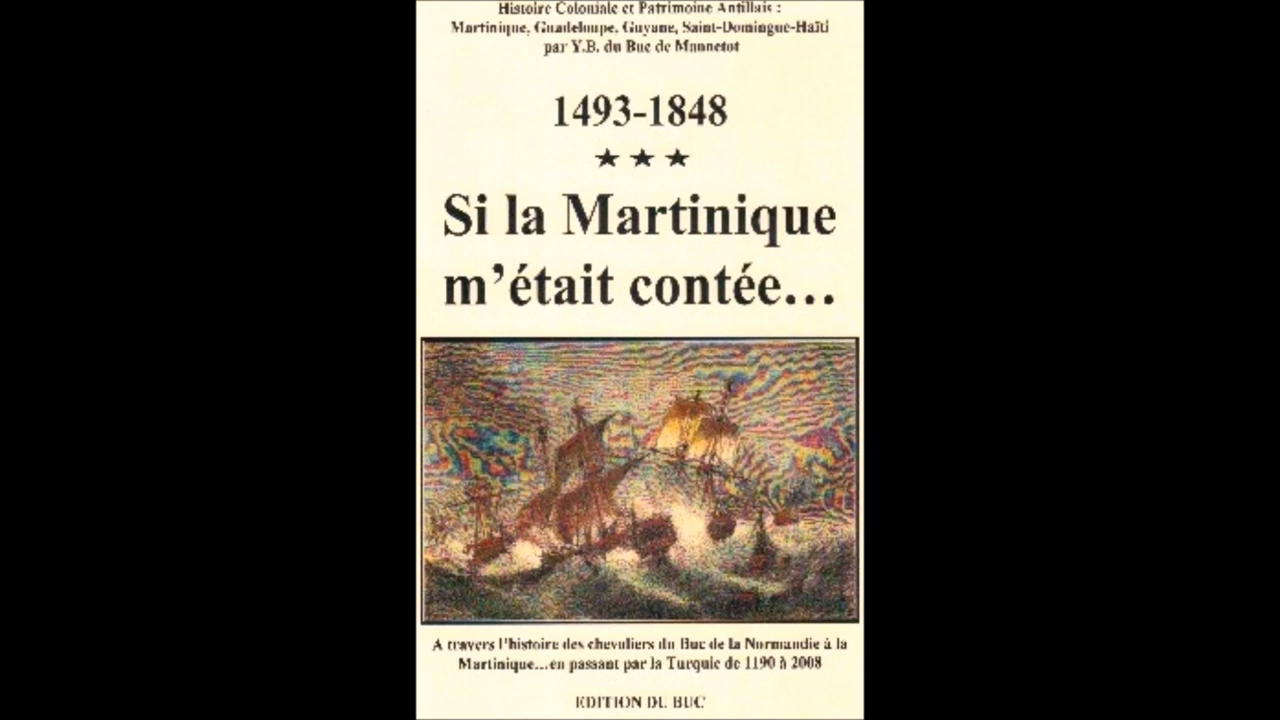 Histoire Coloniale et Patrimoine Antillais :
Martinique, Guadeloupe, Guyane, Saint-Domingue-Haïti
par Y.B. du Buc de Mannetot
1493-1848
★ ★ ★
Si la Martinique
m'était contée...
A travers l'histoire des chevaliers du Buc de la Normandie à la
Martinique...en passant par la Turquie de 1190 à 2008
EDITION DU BUC